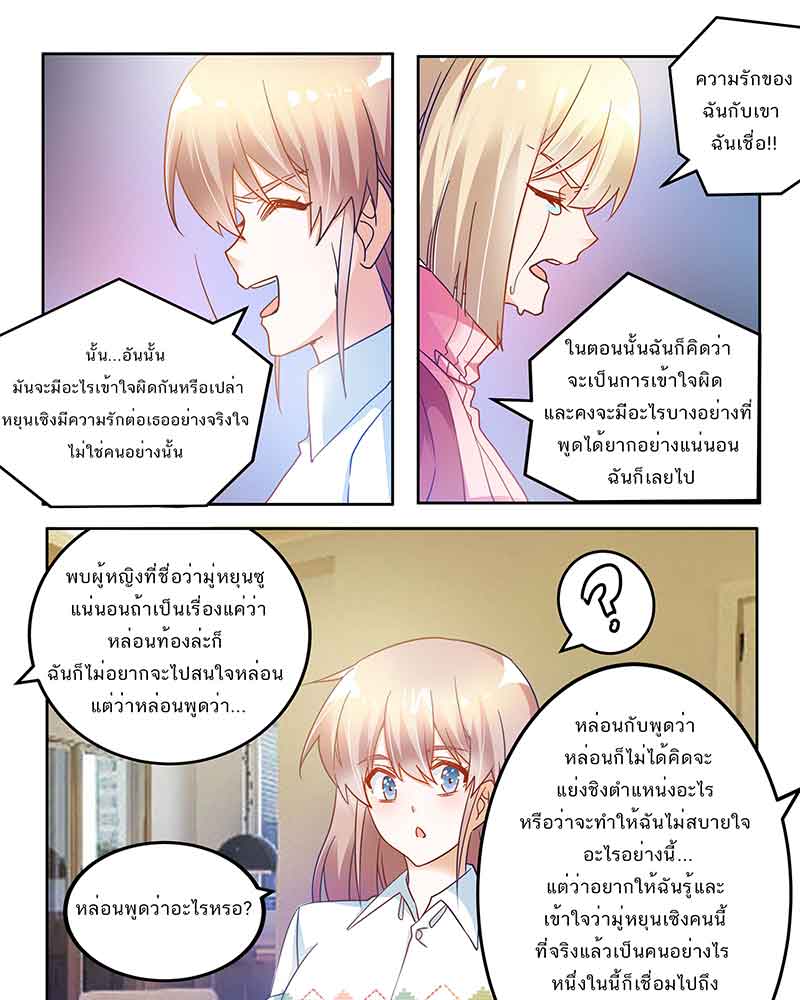 ความรักของ
ฉันกับเขา
ฉันเชื่อ!!
นั้น...อันนั้น
มันจะมีอะไรเข้าใจผิดกันหรือเปล่า
หยุนเชิงมีความรักต่อเธออย่างจริงใจ
ไม่ใช่คนอย่างนั้น
ในตอนนั้นฉันก็คิดว่า
จะเป็นการเข้าใจผิด
และคงจะมีอะไรบางอย่างที่
พูดได้ยากอย่างแน่นอน
ฉันก็เลยไป
พบผู้หญิงที่ชื่อว่ามู่หยุนซู
แน่นอนถ้าเป็นเรื่องแค่ว่า
หล่อนท้องล่ะก็
ฉันก็ไม่อยากจะไปสนใจหล่อน
แต่ว่าหล่อนพูดว่า...
?
หล่อนพูดว่าอะไรหรอ?
หล่อนกับพูดว่า
หล่อนก็ไม่ได้คิดจะ
แย่งชิงตำแหน่งอะไร
หรือว่าจะทำให้ฉันไม่สบายใจ
อะไรอย่างนี้...
แต่ว่าอยากให้ฉันรู้และ
เข้าใจว่ามู่หยุนเชิงคนนี้
ที่จริงแล้วเป็นคนอย่างไร
หนึ่งในนี้ก็เชื่อมไปถึง